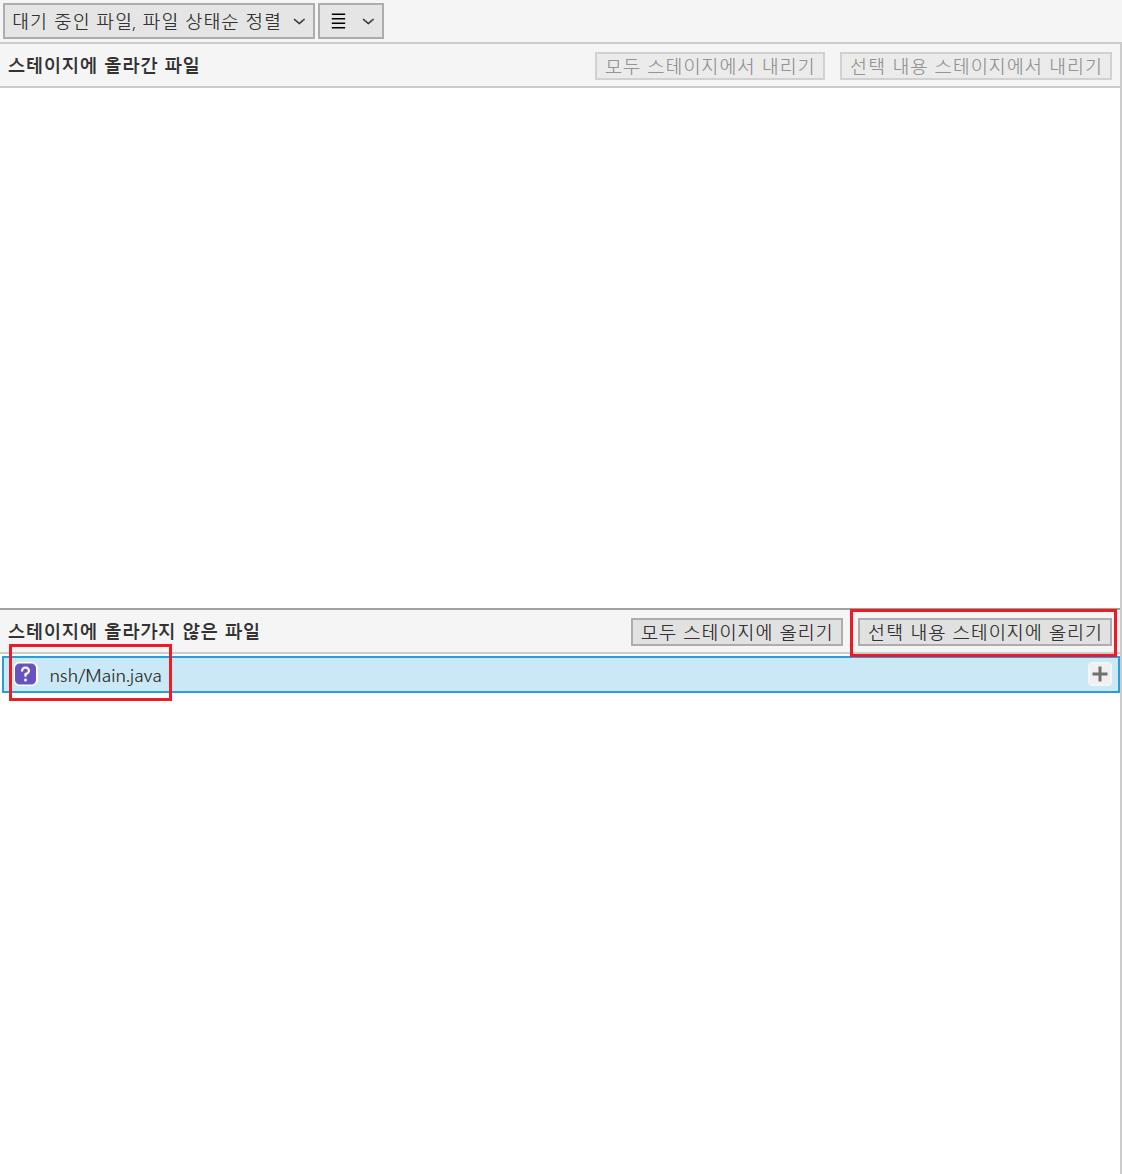 대기 중인 파일, 파일 상태순 정렬
스테이지에 올라간 파일 모두 스테이지에서 내리기 선택 내용 스테이지에서 내리기
스테이지에 올라가지 않은 파일 모두 스테이지에 올리기 선택 내용 스테이지에 올리기
? nsh/Main.java